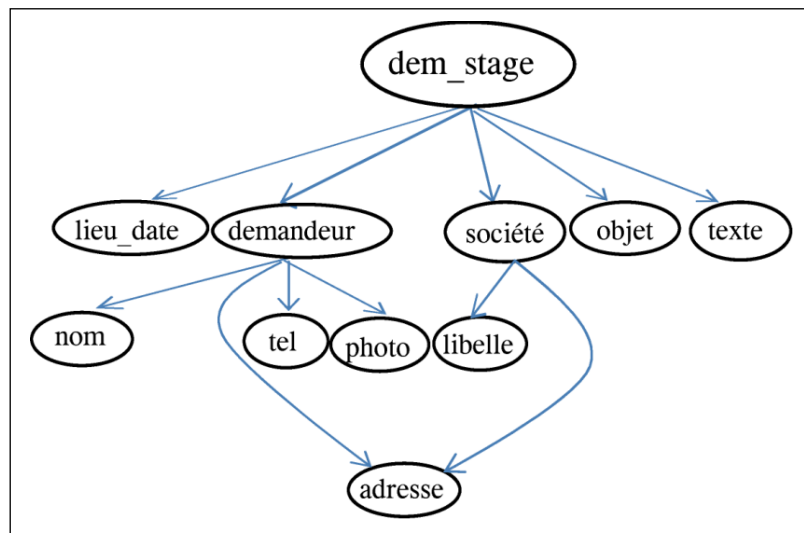 dem_stage
lieu_date
demandeur
société
objet
texte
nom
tel
photo
libelle
adresse